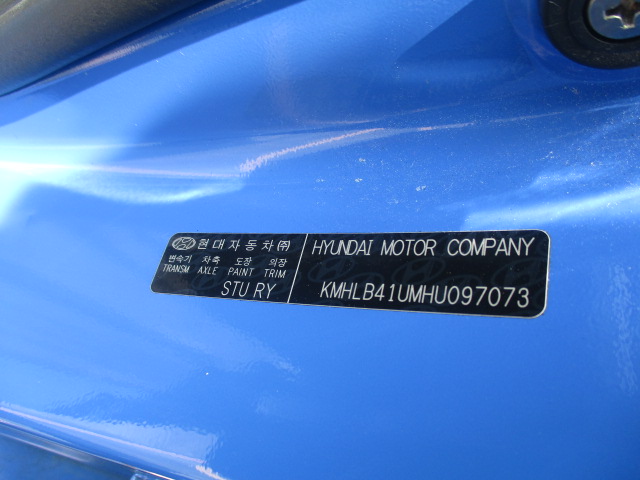 현대자동차㈜
변속기 차축 도장 의장
TRANSM AXLE PAINT TRIM
STU RY
HYUNDAI MOTOR COMPANY
KMHLB41UMHU097073